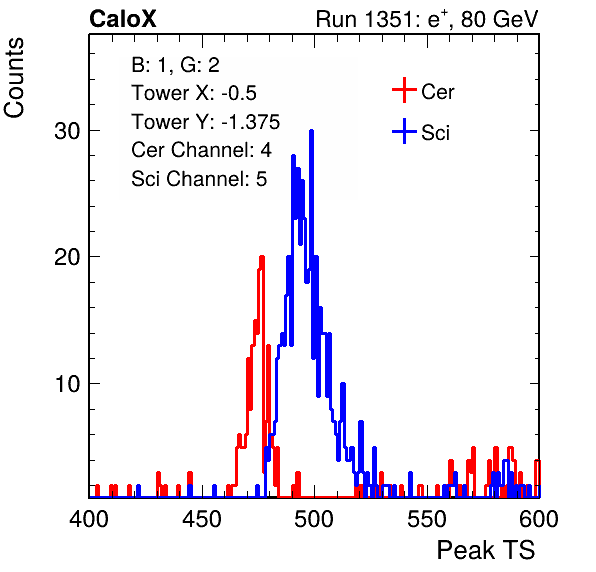 CaloX
Run 1351: e+, 80 GeV
Counts
B: 1, G: 2
Tower X: -0.5
Tower Y: -1.375
Cer Channel: 4
Sci Channel: 5
Cer
Sci
30
20
10
400 450 500 550 600
Peak TS